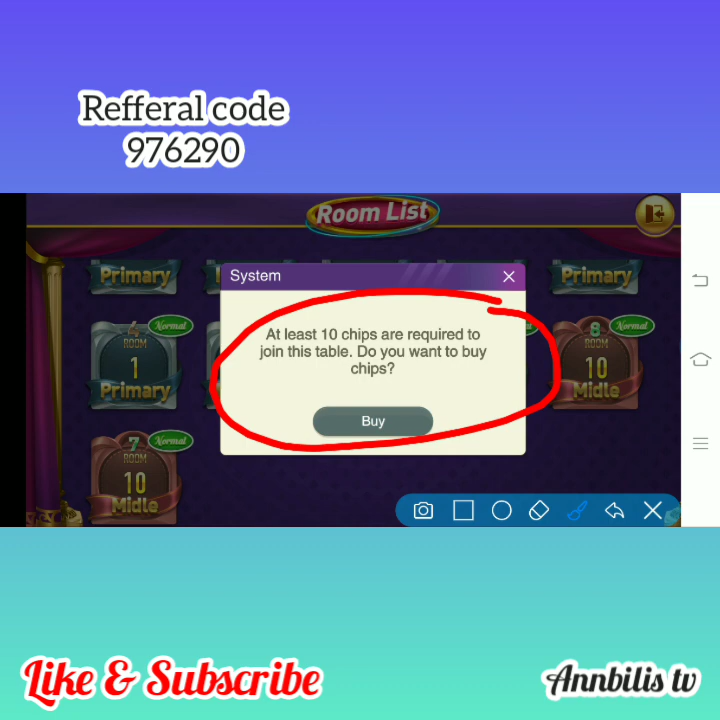 Refferal code
976290
Room List
Primary
Primary
System
At least 10 chips are required to
join this table. Do you want to buy
chips?
Buy
4
Normal
ROOM
1
Primary
8
Normal
ROOM
10
Midle
7
Normal
ROOM
10
Midle
Like & Subscribe
Annbilis tv